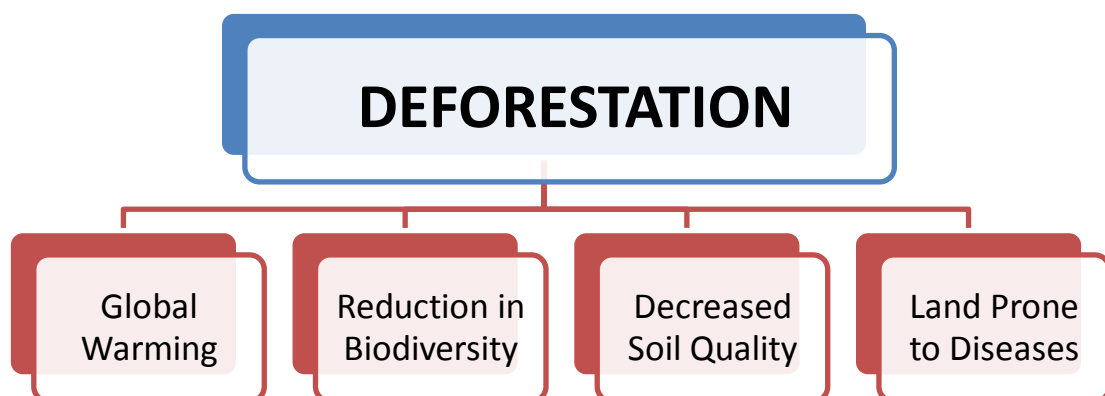 DEFORESTATION
Global
Warming
Reduction in
Biodiversity
Decreased
Soil Quality
Land Prone
to Diseases